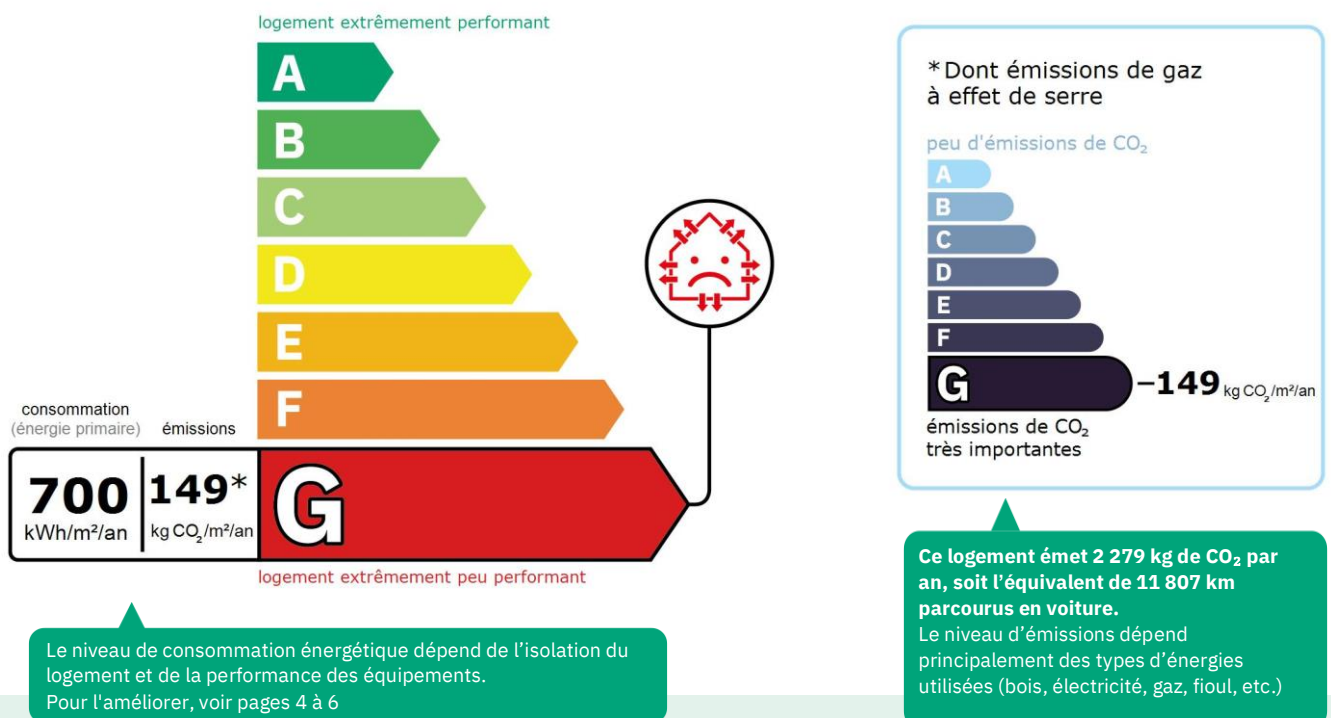 logement extrêmement performant
A
B
C
D
E
F
consommation
(énergie primaire)
émissions
700
kWh/m²/an
149*
kg CO₂/m²/an
G
logement extrêmement peu performant
Le niveau de consommation énergétique dépend de l'isolation du
logement et de la performance des équipements.
Pour l'améliorer, voir pages 4 à 6
*Dont émissions de gaz
à effet de serre
peu d'émissions de CO₂
A
B
C
D
E
F
G
149 kg CO₂/m²/an
émissions de CO₂
très importantes
Ce logement émet 2 279 kg de CO₂ par
an, soit l’équivalent de 11 807 km
parcourus en voiture.
Le niveau d’émissions dépend
principalement des types d’énergies
utilisées (bois, électricité, gaz, fioul, etc.)